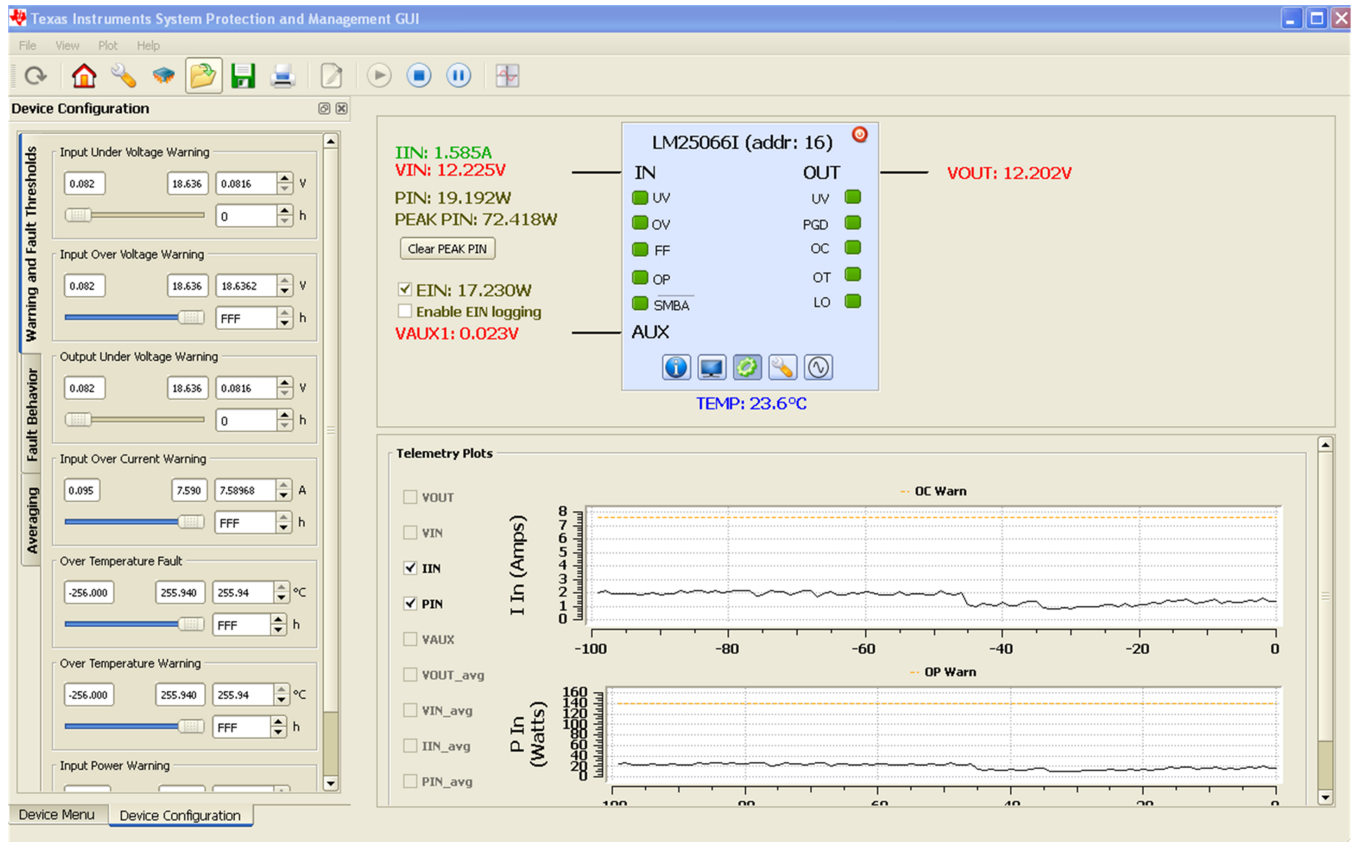 Texas Instruments System Protection and Management GUI
File View Plot Help
Device Configuration
Warning and Fault Thresholds
Fault Behavior
Averaging
Input Under Voltage Warning
0.082 18.636 0.0816 V
0 h
Input Over Voltage Warning
0.082 18.636 18.6362 V
FFF h
Output Under Voltage Warning
0.082 18.636 0.0816 V
0 h
Input Over Current Warning
0.095 7.590 7.58968 A
FFF h
Over Temperature Fault
-256.000 255.940 255.94 °C
FFF h
Over Temperature Warning
-256.000 255.940 255.94 °C
FFF h
Input Power Warning
Device Menu Device Configuration
IIN: 1.585A
VIN: 12.225V
PIN: 19.192W
PEAK PIN: 72.418W
Clear PEAK PIN
EIN: 17.230W
Enable EIN logging
VAUX1: 0.023V
LM25066I (addr: 16)
IN OUT
UV UV
OV PGD
FF OC
OP OT
SMBA LO
AUX
i
TEMP: 23.6°C
VOUT: 12.202V
Telemetry Plots
VOUT
VIN
IIN
PIN
VAUX
VOUT_avg
VIN_avg
IIN_avg
PIN_avg
OC Warn
I In (Amps)
8
7
6
5
4
3
2
1
0
-100 -80 -60 -40 -20 0
OP Warn
P In
(Watts)
160
140
120
100
80
60
40
20
0